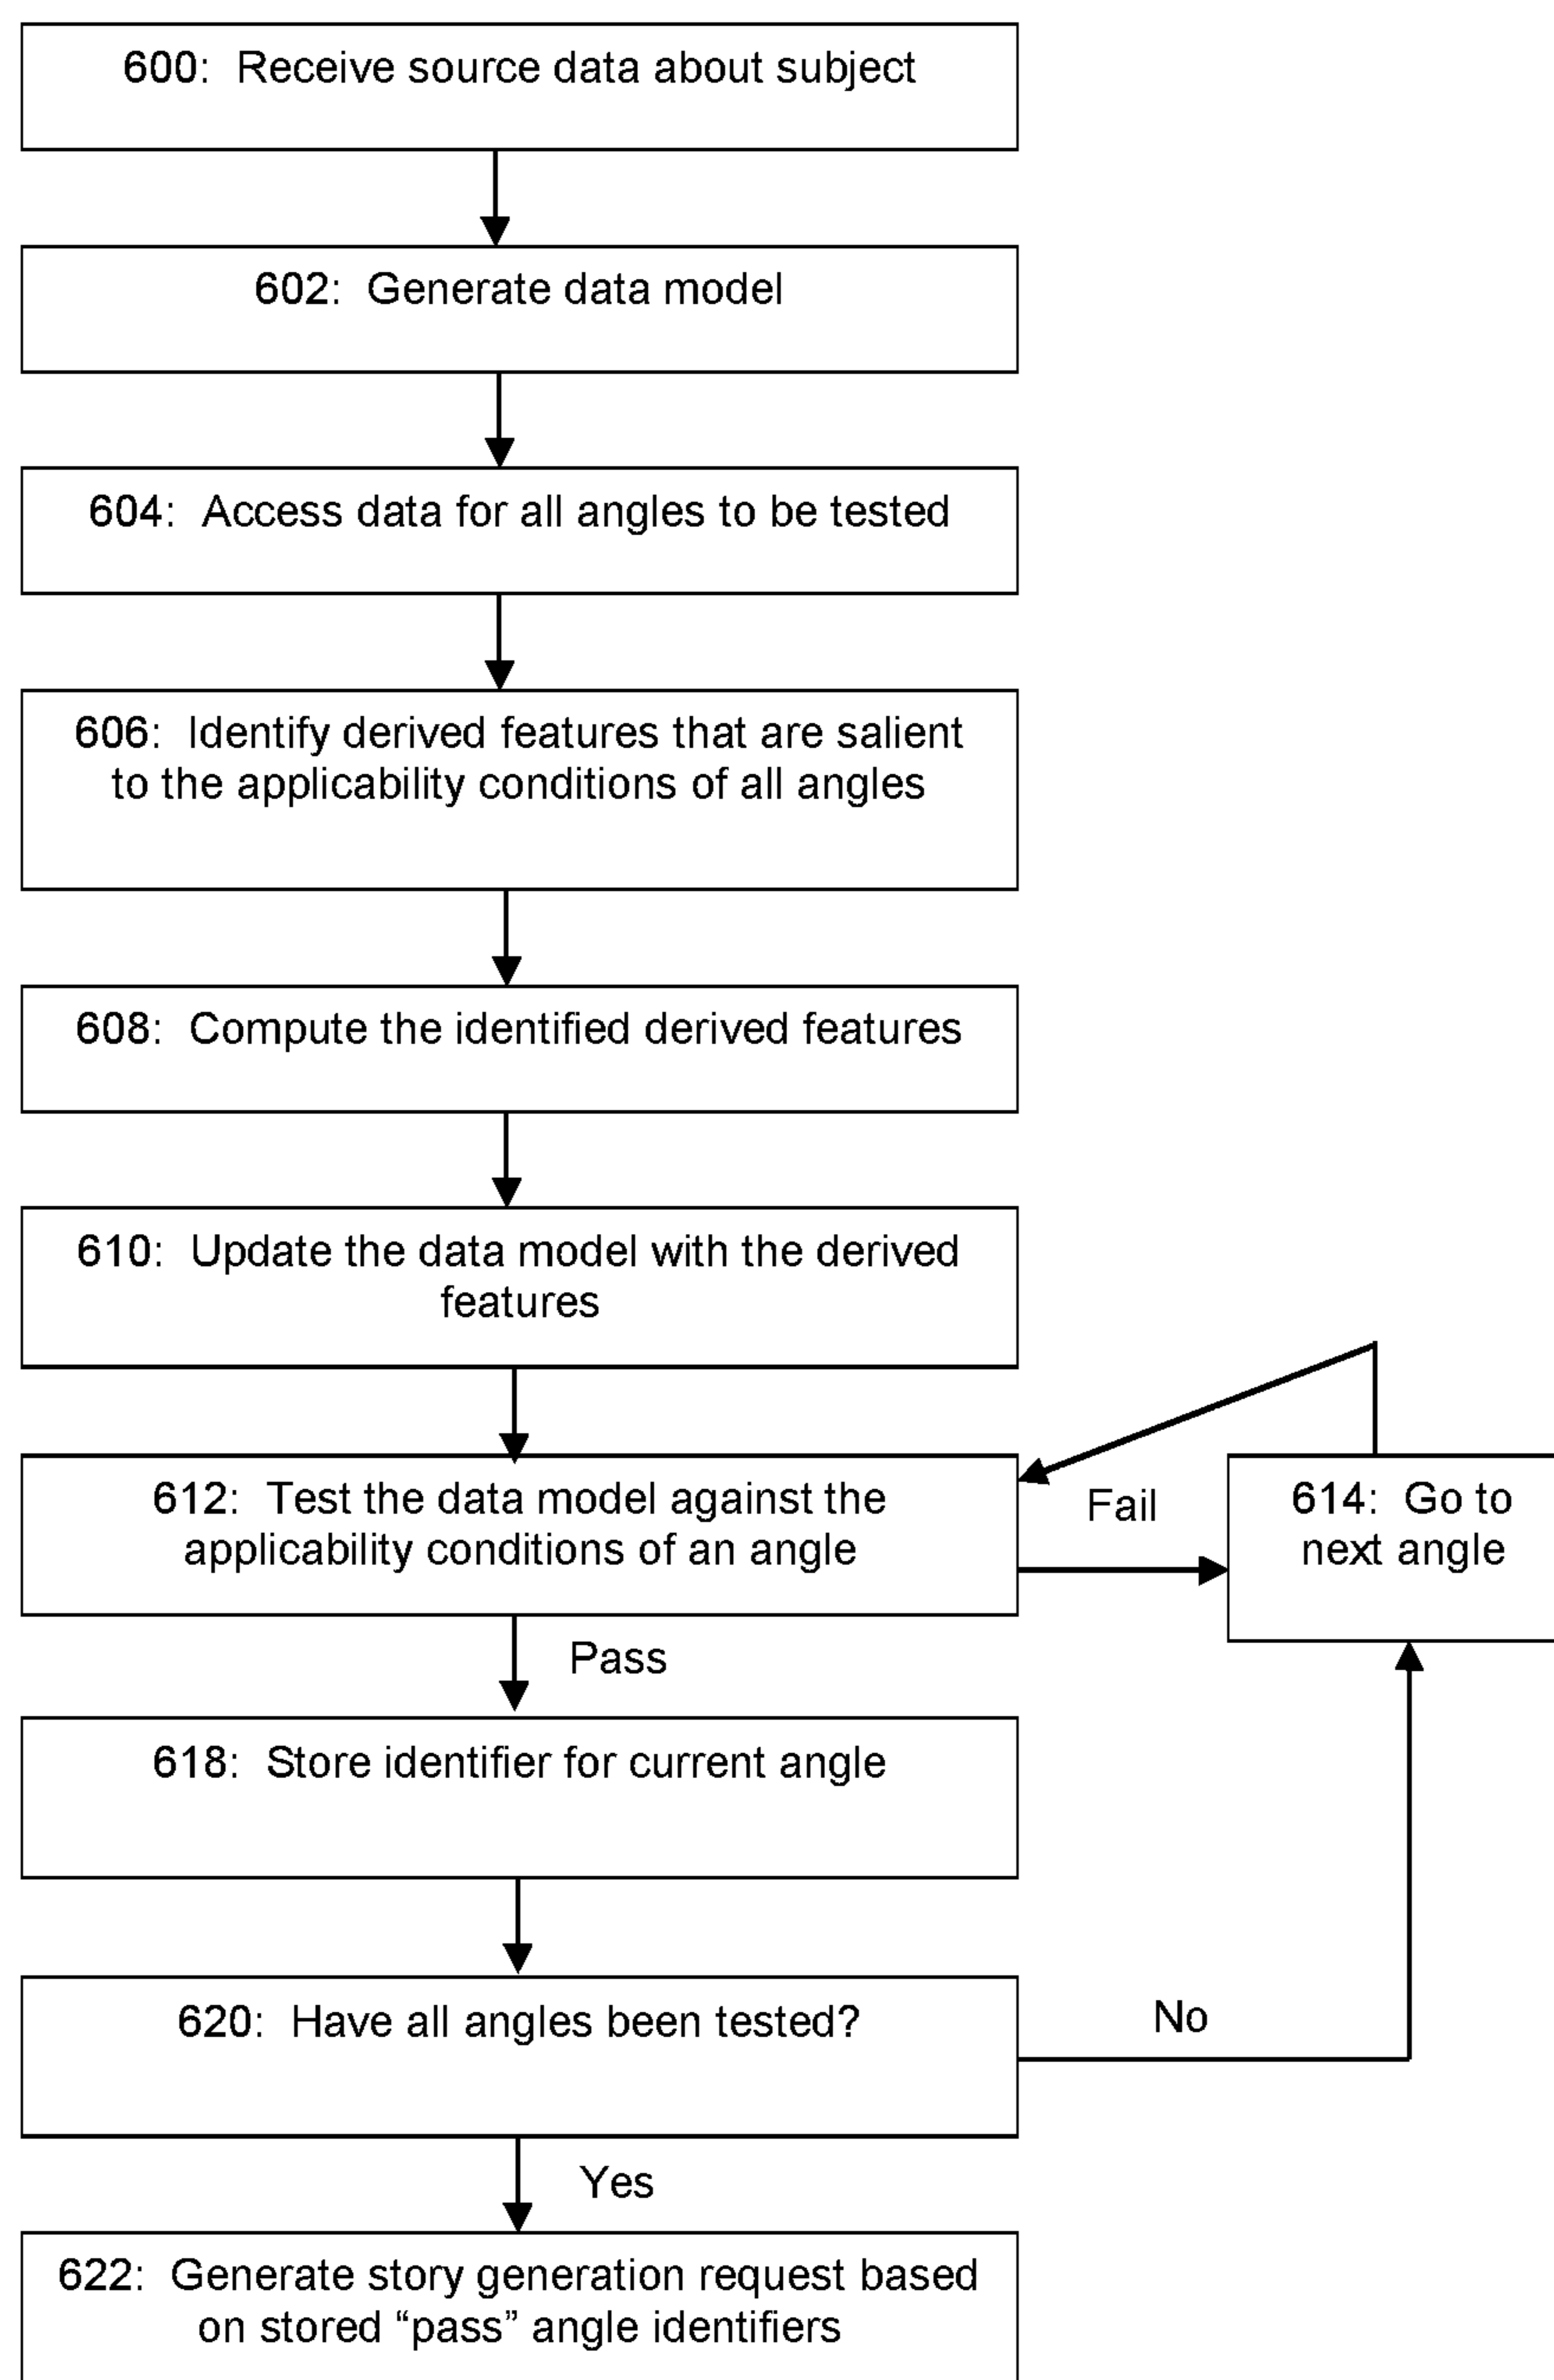 600: Receive source data about subject
602: Generate data model
604: Access data for all angles to be tested
606: Identify derived features that are salient
to the applicability conditions of all angles
608: Compute the identified derived features
610: Update the data model with the derived
features
612: Test the data model against the
applicability conditions of an angle
Fail
614: Go to
next angle
Pass
618: Store identifier for current angle
620: Have all angles been tested?
No
Yes
622: Generate story generation request based
on stored “pass” angle identifiers